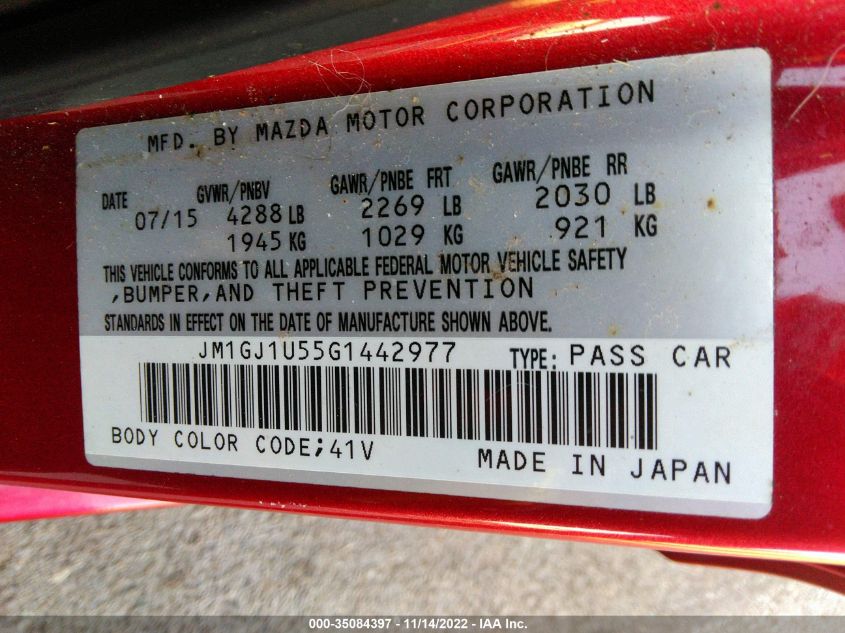 MFD. BY MAZDA MOTOR CORPORATION
DATE GVWR/PNBV GAWR/PNBE FRT GAWR/PNBE RR
07/15 4288 LB 2269 LB 2030 LB
1945 KG 1029 KG 921 KG
THIS VEHICLE CONFORMS TO ALL APPLICABLE FEDERAL MOTOR VEHICLE SAFETY
,BUMPER,AND THEFT PREVENTION
STANDARDS IN EFFECT ON THE DATE OF MANUFACTURE SHOWN ABOVE.
JM1GJ1U55G1442977 TYPE: PASS CAR
BODY COLOR CODE;41V
MADE IN JAPAN
000-35084397 - 11/14/2022 - IAA Inc.